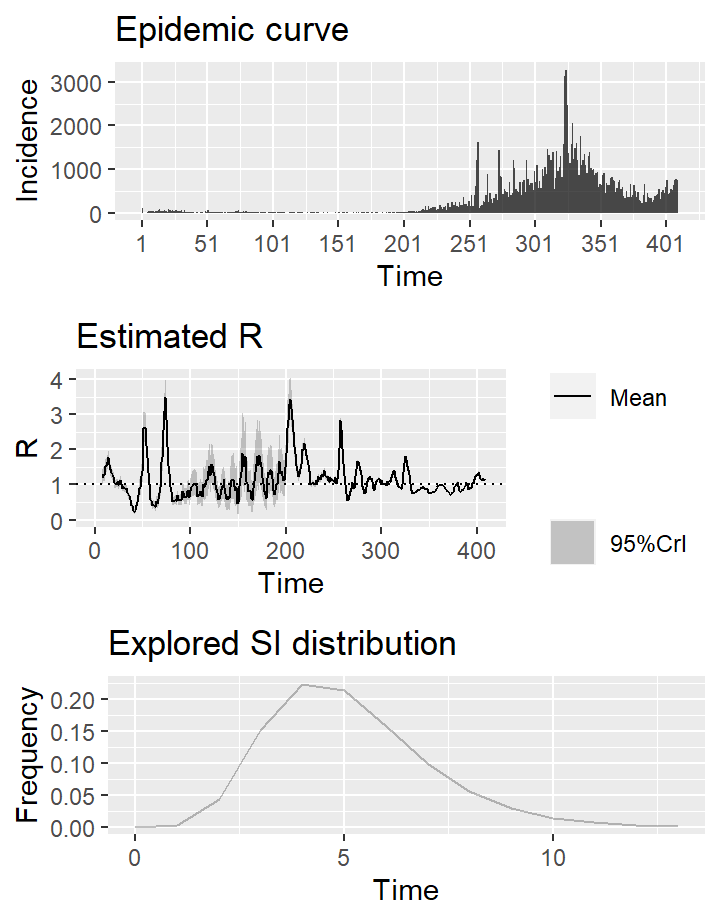 Epidemic curve
Incidence
3000
2000
1000
0
1 51 101 151 201 251 301 351 401
Time
Estimated R
R
4
3
2
1
0
0 100 200 300 400
Time
Mean
95%CrI
Explored SI distribution
Frequency
0.20
0.15
0.10
0.05
0.00
0 5 10
Time